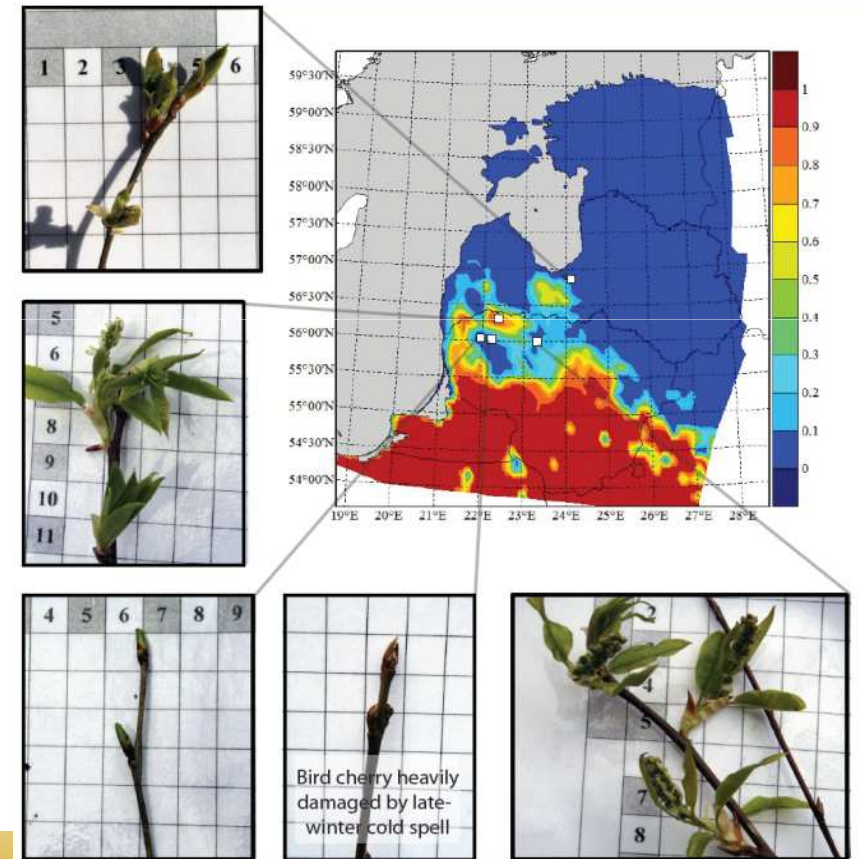 1 2 3 5 6
59°30'N
59°00'N
58°30'N
58°00'N
57°30'N
57°00'N
56°30'N
56°00'N
55°30'N
55°00'N
54°30'N
54°00'N
19°E 20°E 21°E 22°E 23°E 24°E 25°E 26°E 27°E 28°E
1
0.9
0.8
0.7
0.6
0.5
0.4
0.3
0.2
0.1
0
5
6
8
9
10
11
4 5 6 7 8 9
Bird cherry heavily
damaged by late-
winter cold spell
2
4
5
7
8